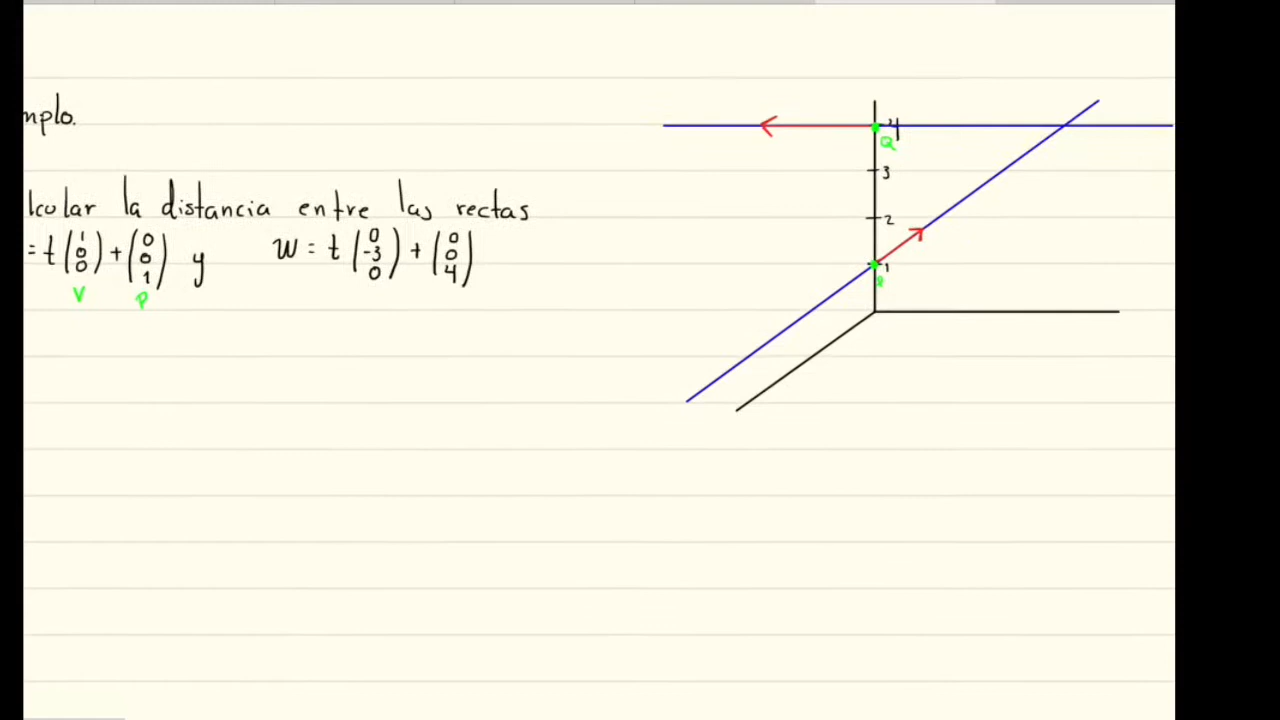 mplo.
lcular la distancia entre las rectas
= t (1 0 0) + (0 0 1) y w = t (0 -3 0) + (0 0 4)
v P
4
Q
3
2
1